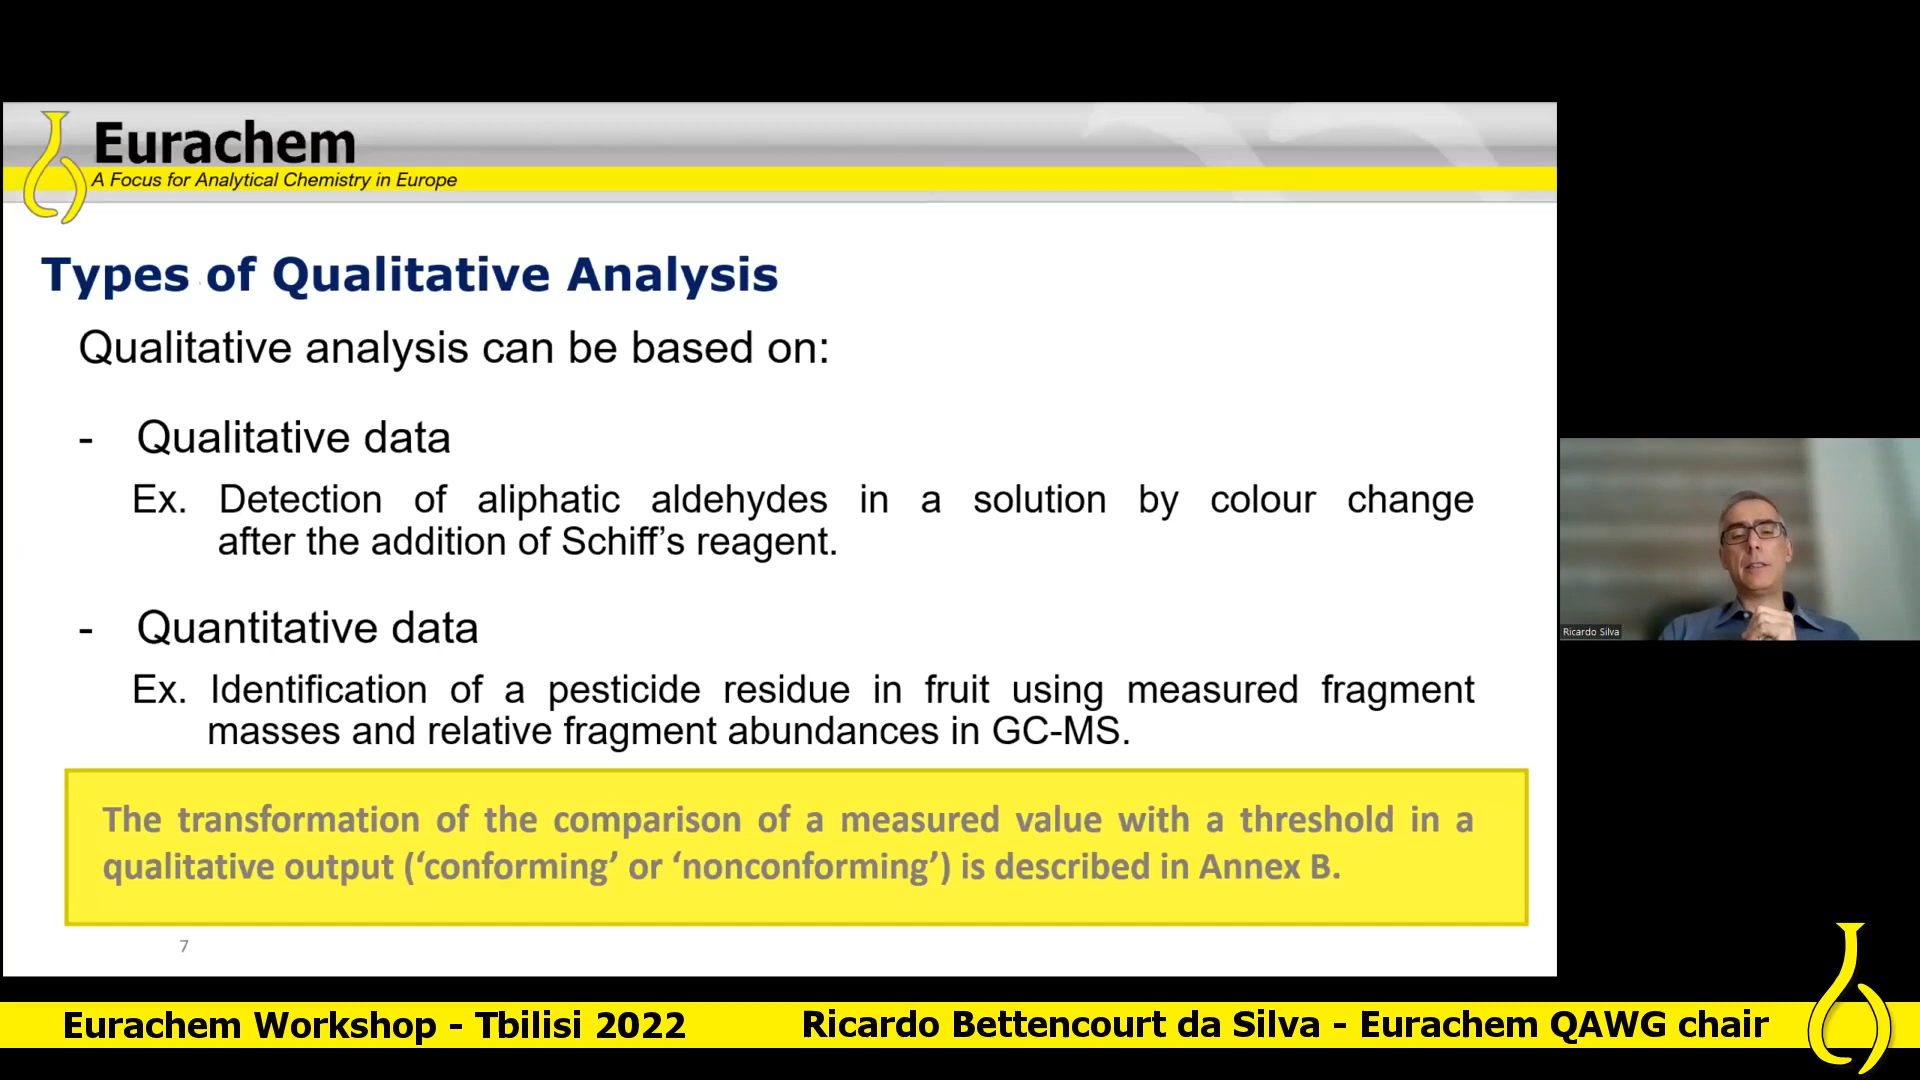 Eurachem
A Focus for Analytical Chemistry in Europe
Types of Qualitative Analysis
Qualitative analysis can be based on:
- Qualitative data
Ex. Detection of aliphatic aldehydes in a solution by colour change
after the addition of Schiff’s reagent.
- Quantitative data
Ex. Identification of a pesticide residue in fruit using measured fragment
masses and relative fragment abundances in GC-MS.
The transformation of the comparison of a measured value with a threshold in a
qualitative output (‘conforming’ or ‘nonconforming’) is described in Annex B.
7
Ricardo Silva
Eurachem Workshop - Tbilisi 2022
Ricardo Bettencourt da Silva - Eurachem QAWG chair